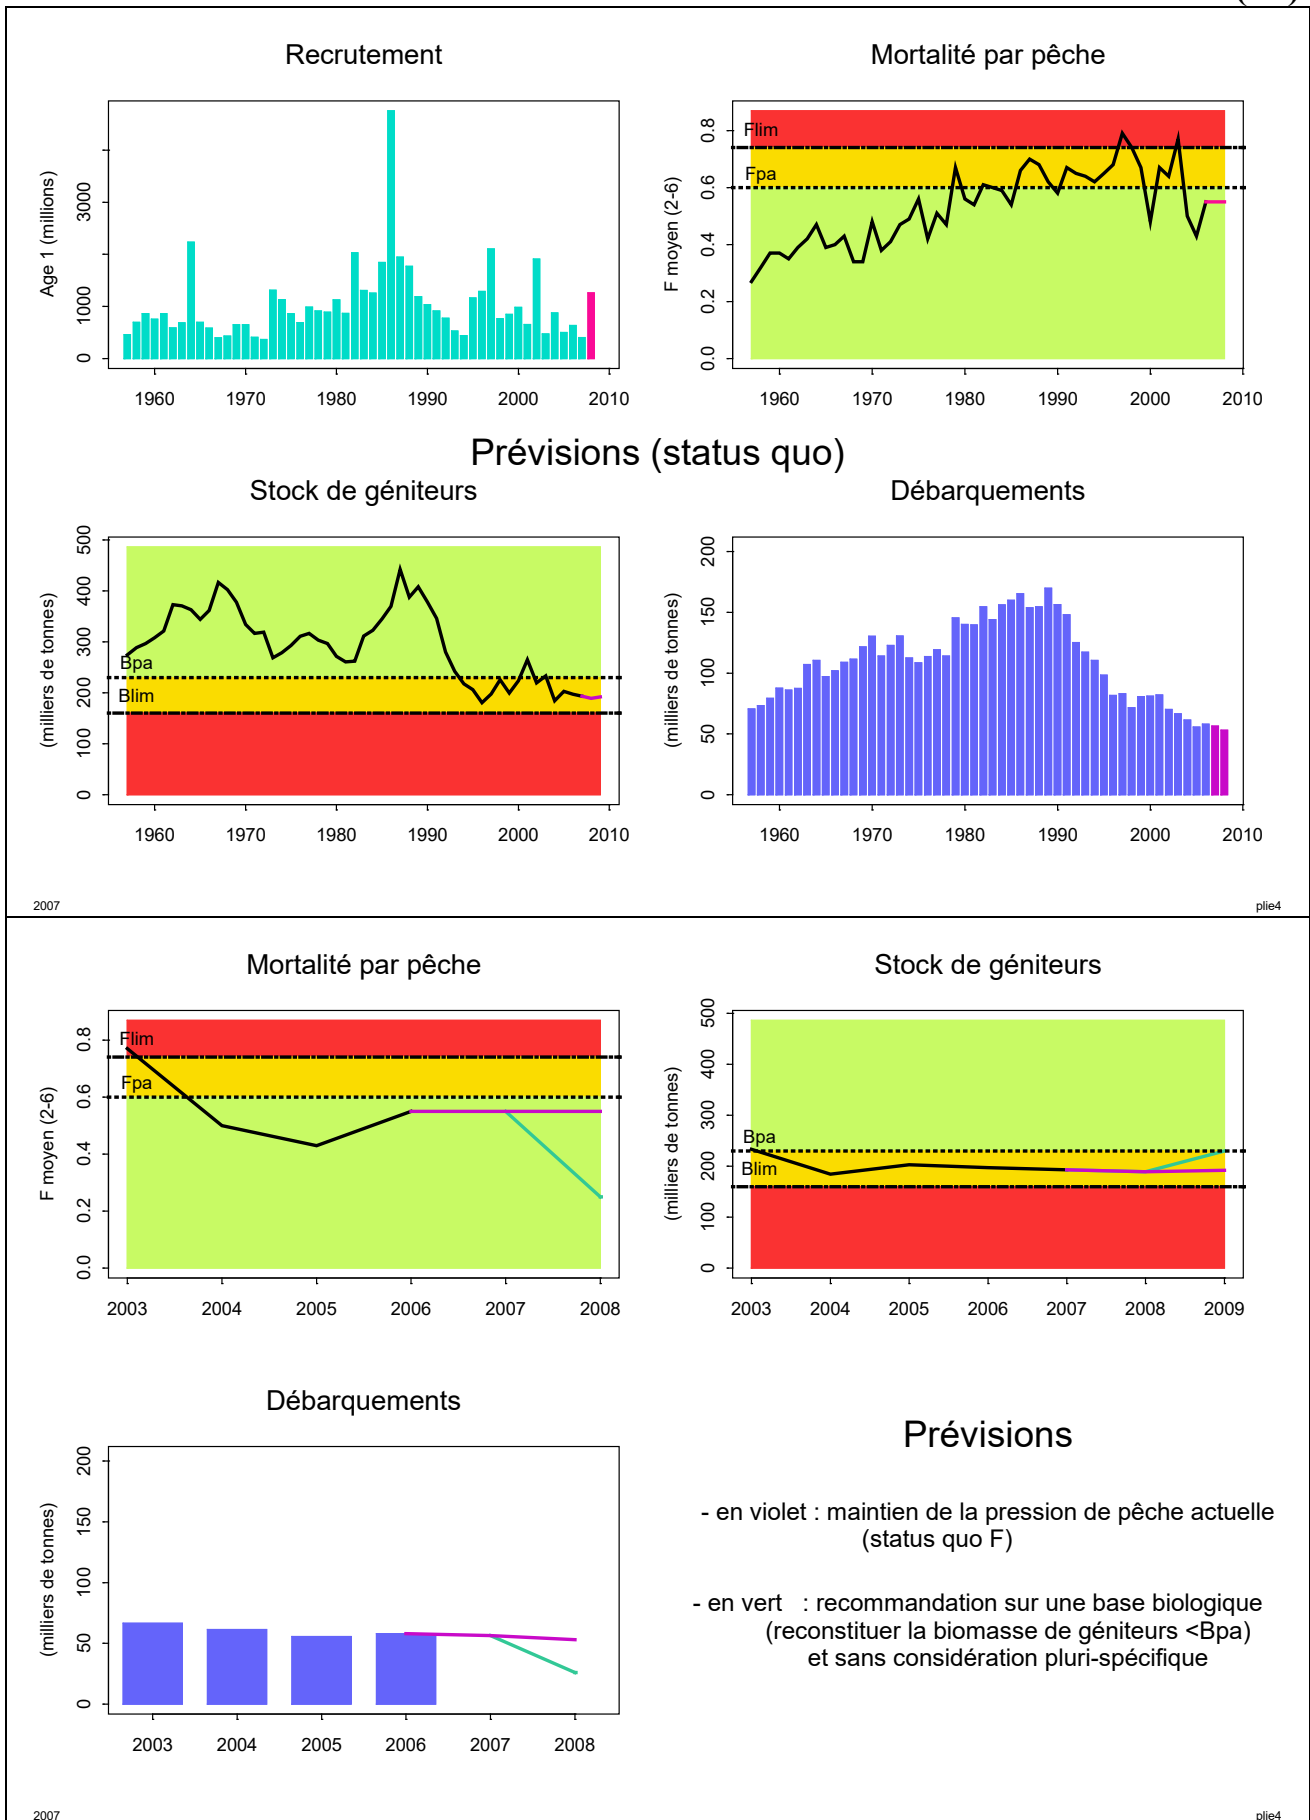 Recrutement
Age 1 (millions)
0 1000 3000
1960 1970 1980 1990 2000 2010
Mortalité par pêche
F moyen (2-6)
0.0 0.2 0.4 0.6 0.8
Flim
Fpa
1960 1970 1980 1990 2000 2010
Prévisions (status quo)
Stock de géniteurs
(milliers de tonnes)
0 100 200 300 400 500
Bpa
Blim
1960 1970 1980 1990 2000 2010
Débarquements
(milliers de tonnes)
0 50 100 150 200
1960 1970 1980 1990 2000 2010
2007
plie4
Mortalité par pêche
F moyen (2-6)
0.0 0.2 0.4 0.6 0.8
Flim
Fpa
2003 2004 2005 2006 2007 2008
Stock de géniteurs
(milliers de tonnes)
0 100 200 300 400 500
Bpa
Blim
2003 2004 2005 2006 2007 2008 2009
Débarquements
(milliers de tonnes)
0 50 100 150 200
2003 2004 2005 2006 2007 2008
Prévisions
- en violet : maintien de la pression de pêche actuelle
(status quo F)
- en vert : recommandation sur une base biologique
(reconstituer la biomasse de géniteurs <Bpa)
et sans considération pluri-spécifique
2007
plie4